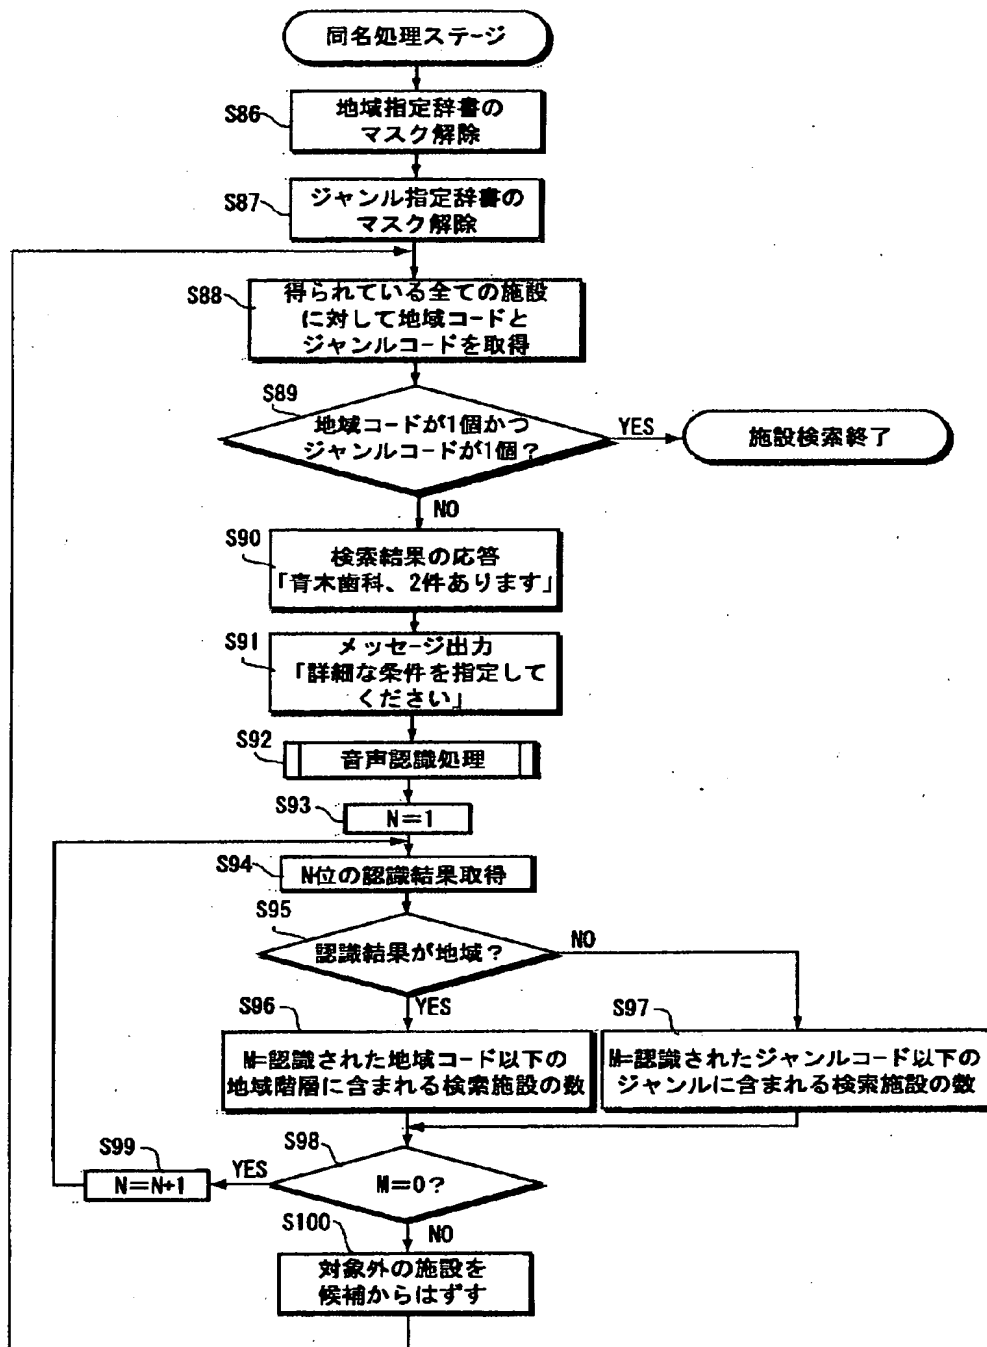 同名処理ステージ
S86
地域指定辞書の
マスク解除
S87
ジャンル指定辞書の
マスク解除
S88
得られている全ての施設
に対して地域コードと
ジャンルコードを取得
S89
地域コードが1個かつ
ジャンルコードが1個?
YES
施設検索終了
NO
S90
検索結果の応答
「青木歯科、2件あります」
S91
メッセージ出力
「詳細な条件を指定して
ください」
S92
音声認識処理
S93
N=1
S94
N位の認識結果取得
S95
認識結果が地域?
NO
YES
S96
M=認識された地域コード以下の
地域階層に含まれる検索施設の数
S97
M=認識されたジャンルコード以下の
ジャンルに含まれる検索施設の数
S98
M=0?
YES
S99
N=N+1
NO
S100
対象外の施設を
候補からはずす